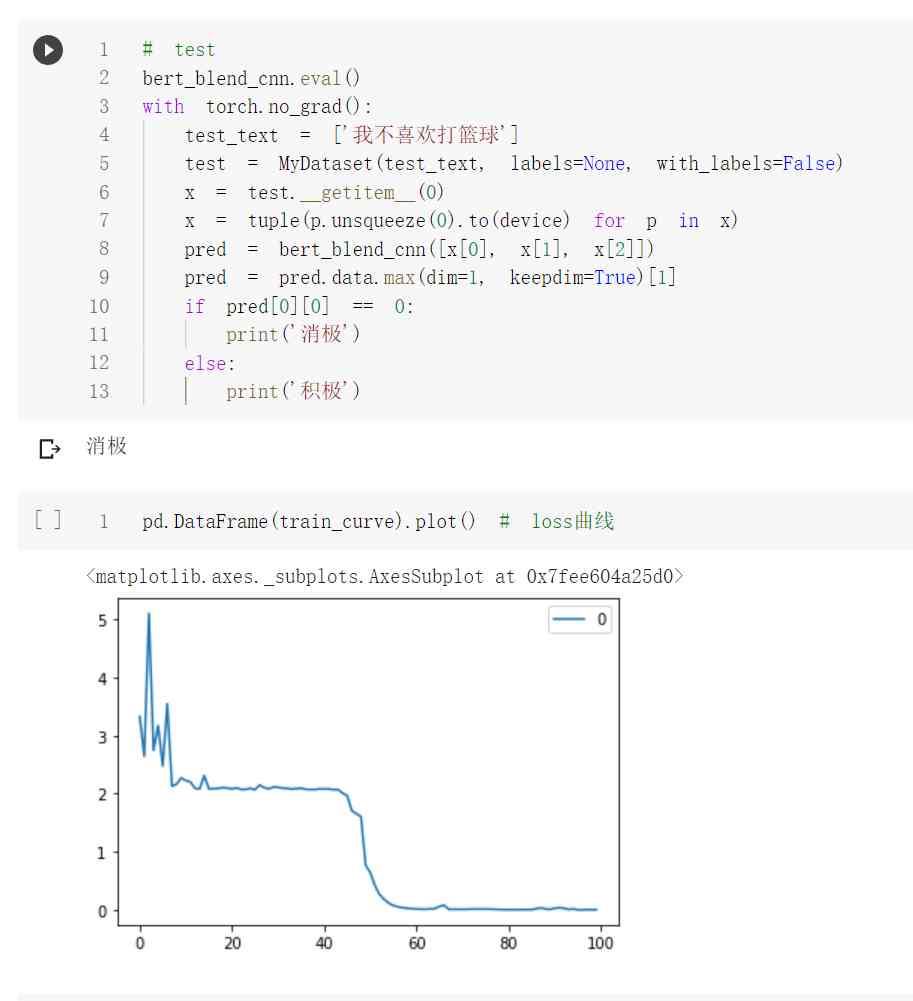 1 # test
2 bert_blend_cnn.eval()
3 with torch.no_grad():
4 test_text = ['我不喜欢打篮球']
5 test = MyDataset(test_text, labels=None, with_labels=False)
6 x = test.__getitem__(0)
7 x = tuple(p.unsqueeze(0).to(device) for p in x)
8 pred = bert_blend_cnn([x[0], x[1], x[2]])
9 pred = pred.data.max(dim=1, keepdim=True)[1]
10 if pred[0][0] == 0:
11 print('消极')
12 else:
13 print('积极')
消极
[ ] 1 pd.DataFrame(train_curve).plot() # loss曲线
<matplotlib.axes._subplots.AxesSubplot at 0x7fee604a25d0>
0
5
4
3
2
1
0
0 20 40 60 80 100